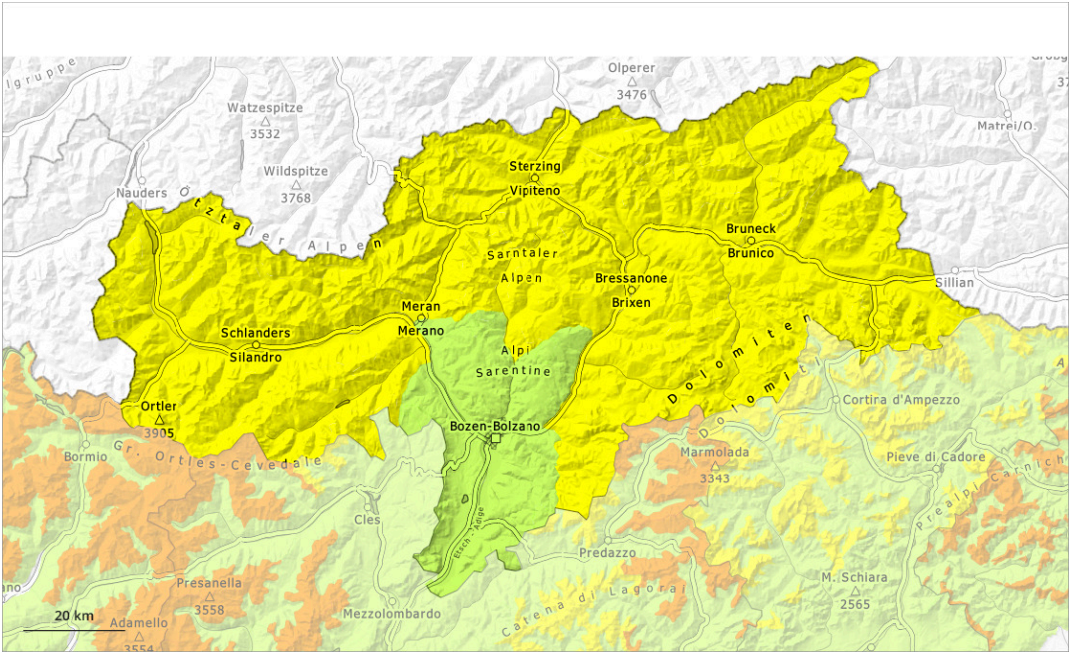 Olperer
3476
Watzespitze
3532
Matrei/O.
Wildspitze
3768
Sterzing
Vipiteno
Nauders
Ötztaler Alpen
Bruneck
Brunico
Sarntaler
Alpen
Bressanone
Brixen
Sillian
Meran
Merano
Schlanders
Silandro
Dolomiten
Alpi
Sarentine
Dolomiti
Ortler
3905
Cortina d'Ampezzo
Bozen-Bolzano
Gr. Ortles-Cevedale
Bormio
Marmolada
3343
Pieve di Cadore
Prealpi Carnich
Cles
Etsch - Adige
Predazzo
Presanella
3558
M. Schiara
2565
Catena di Lagorai
Mezzolombardo
20 km
Adamello
3554